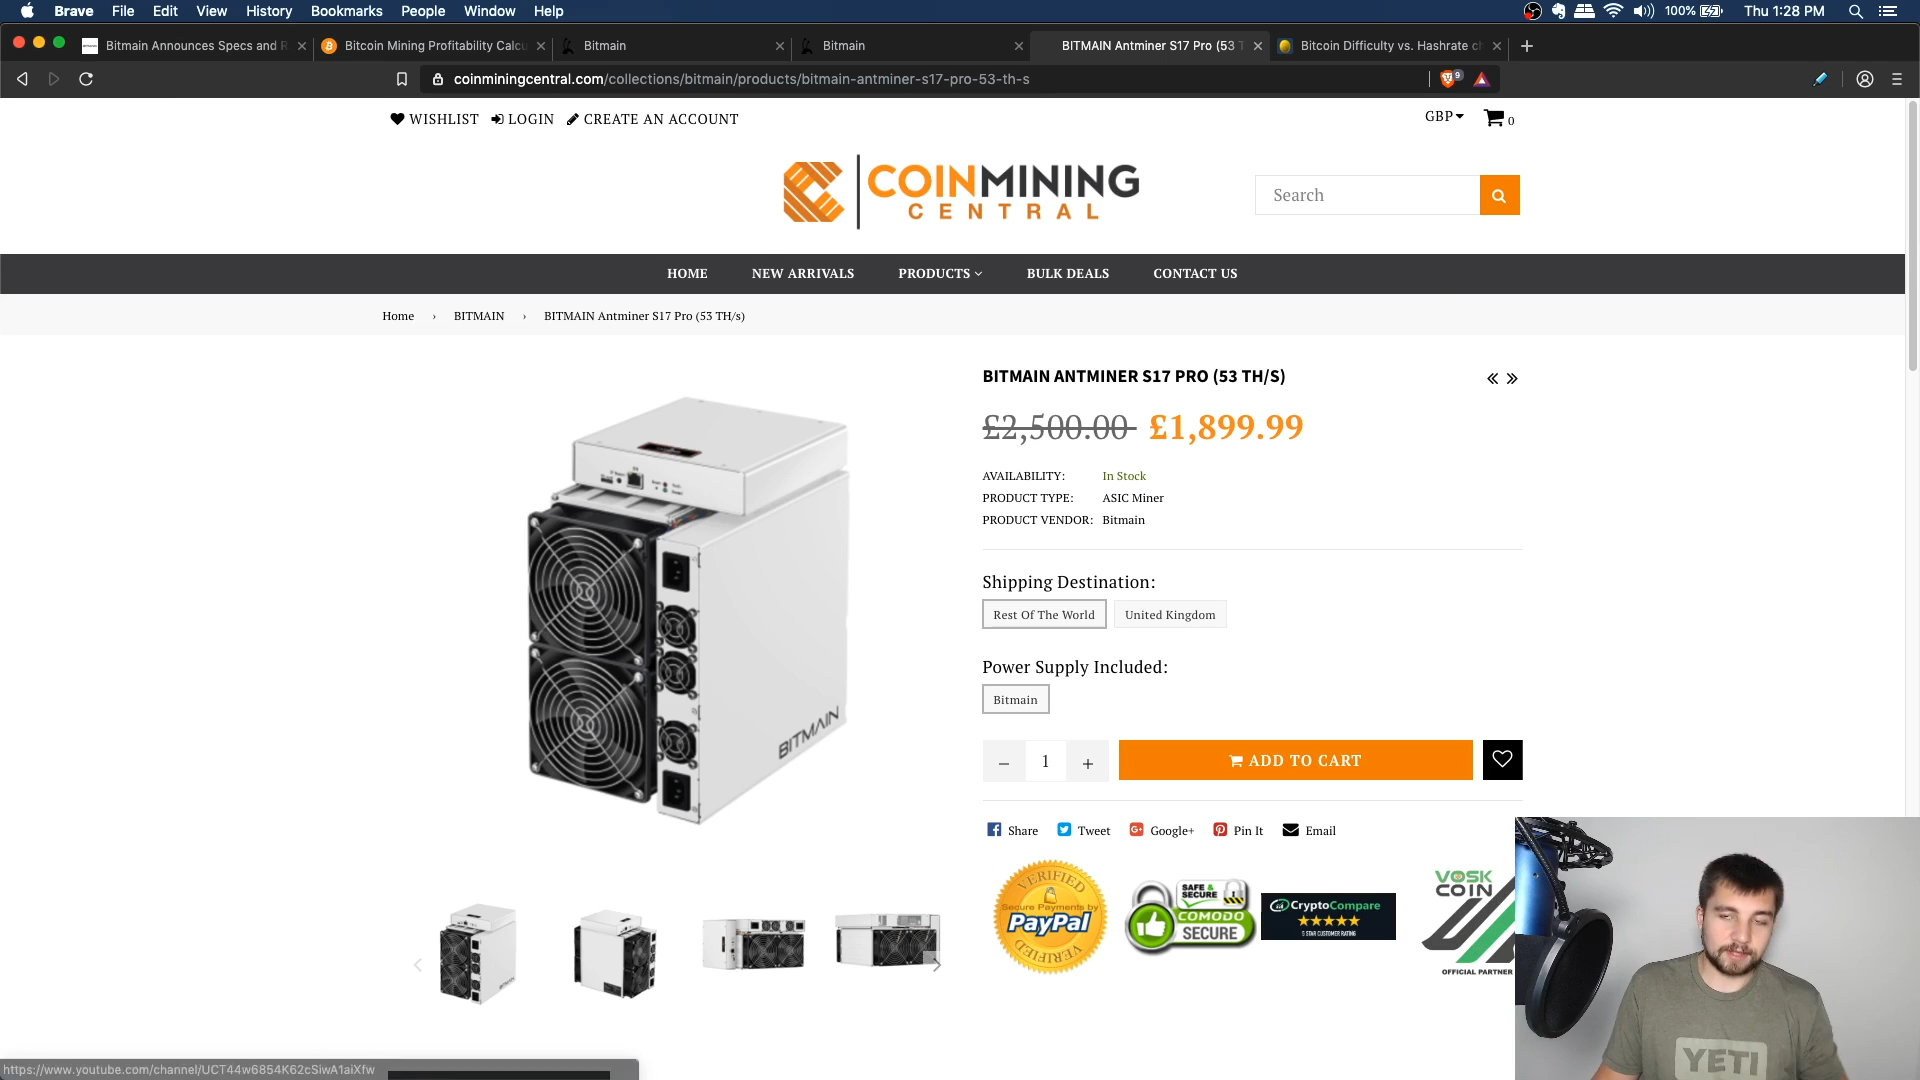 Brave File Edit View History Bookmarks People Window Help 100% Thu 1:28 PM
Bitmain Announces Specs and R Bitcoin Mining Profitability Calcu Bitmain Bitmain BITMAIN Antminer S17 Pro (53 T Bitcoin Difficulty vs. Hashrate c
coinminingcentral.com/collections/bitmain/products/bitmain-antminer-s17-pro-53-th-s 9
WISHLIST LOGIN CREATE AN ACCOUNT GBP 0
COINMINING
CENTRAL
Search
HOME NEW ARRIVALS PRODUCTS BULK DEALS CONTACT US
Home › BITMAIN › BITMAIN Antminer S17 Pro (53 TH/s)
BITMAIN ANTMINER S17 PRO (53 TH/S)
£2,500.00 £1,899.99
AVAILABILITY: In Stock
PRODUCT TYPE: ASIC Miner
PRODUCT VENDOR: Bitmain
Shipping Destination:
Rest Of The World United Kingdom
Power Supply Included:
Bitmain
BITMAIN
– 1 + ADD TO CART
Share Tweet Google+ Pin It Email
VERIFIED
Secure Payments by
PayPal
VERIFIED
SAFE &
SECURE
COMODO
SECURE
CryptoCompare
5 STAR CUSTOMER RATING
VOSK
COIN
OFFICIAL PARTNER
YETI
https://www.youtube.com/channel/UCT44w6854K62cSiwA1aiXfw